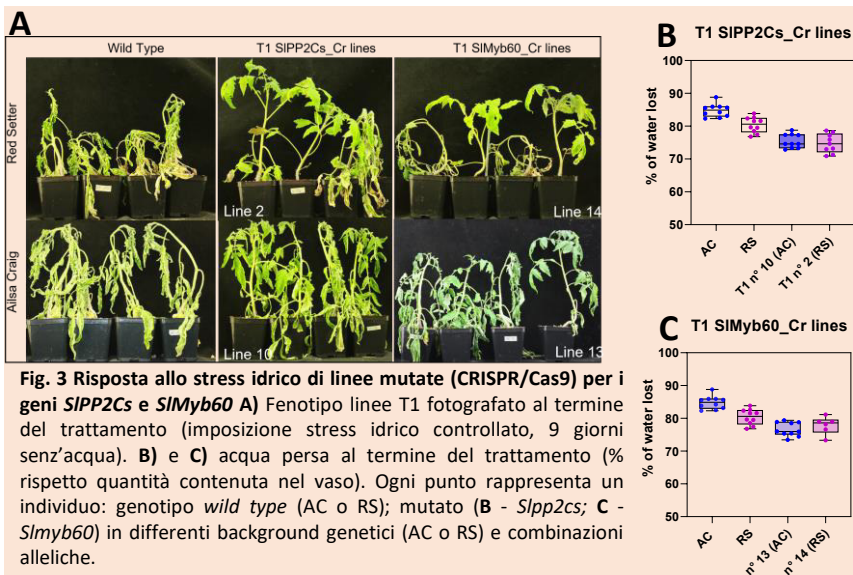 A
Wild Type
T1 SlPP2Cs_Cr lines
T1 SlMyb60_Cr lines
Red Setter
Line 2
Line 14
Ailsa Craig
Line 10
Line 13
Fig. 3 Risposta allo stress idrico di linee mutate (CRISPR/Cas9) per i
geni SlPP2Cs e SlMyb60 A) Fenotipo linee T1 fotografato al termine
del trattamento (imposizione stress idrico controllato, 9 giorni
senz’acqua). B) e C) acqua persa al termine del trattamento (%
rispetto quantità contenuta nel vaso). Ogni punto rappresenta un
individuo: genotipo wild type (AC o RS); mutato (B - Slpp2cs; C -
Slmyb60) in differenti background genetici (AC o RS) e combinazioni
alleliche.
B
T1 SlPP2Cs_Cr lines
% of water lost
100
90
80
70
60
50
AC
RS
T1 n° 10 (AC)
T1 n° 2 (RS)
C
T1 SlMyb60_Cr lines
% of water lost
100
90
80
70
60
50
AC
RS
n° 13 (AC)
n° 14 (RS)